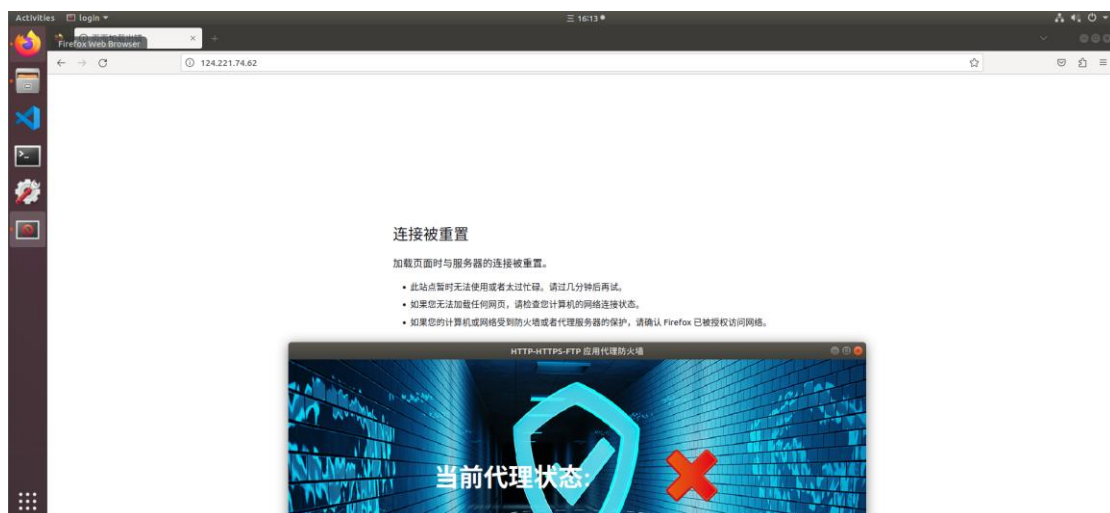 Activities login
三 16:13
Firefox Web Browser
124.221.74.62
连接被重置
加载页面时与服务器的连接被重置。
此站点暂时无法使用或者太过忙碌。请过几分钟后再试。
如果您无法加载任何网页，请检查您计算机的网络连接状态。
如果您的计算机或网络受到防火墙或者代理服务器的保护，请确认 Firefox 已被授权访问网络。
HTTP-HTTPS-FTP 应用代理防火墙
当前代理状态: